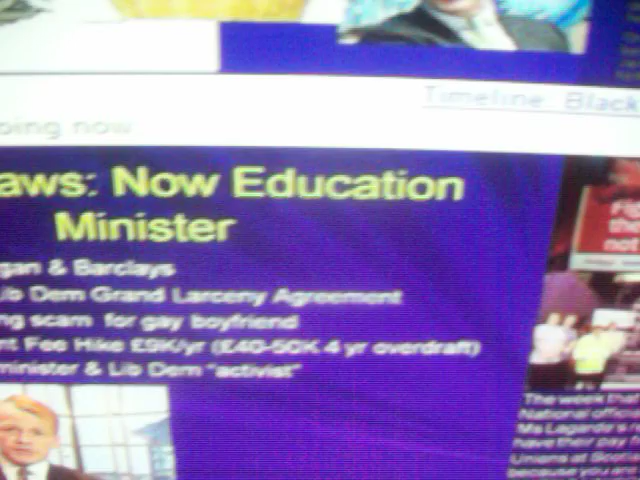 Timeline: Black
oing now
aws: Now Education
Minister
gan & Barclays
ib Dem Grand Larceny Agreement
ng scam for gay boyfriend
nt Fee Hike £9K/yr (£40-50K 4 yr overdraft)
minister & Lib Dem "activist"
the
not
The week that
National offic
Ms Lagarde's r
have their pay f
Unions at Scot
because you are